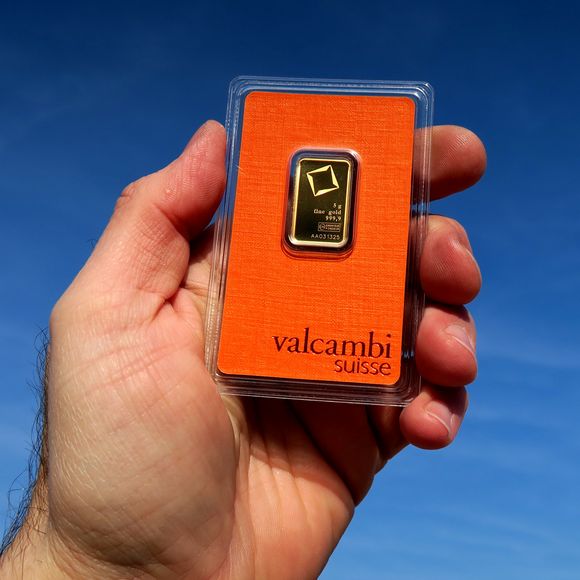 5 g
fine gold
999,9
AA031325
valcambi
suisse